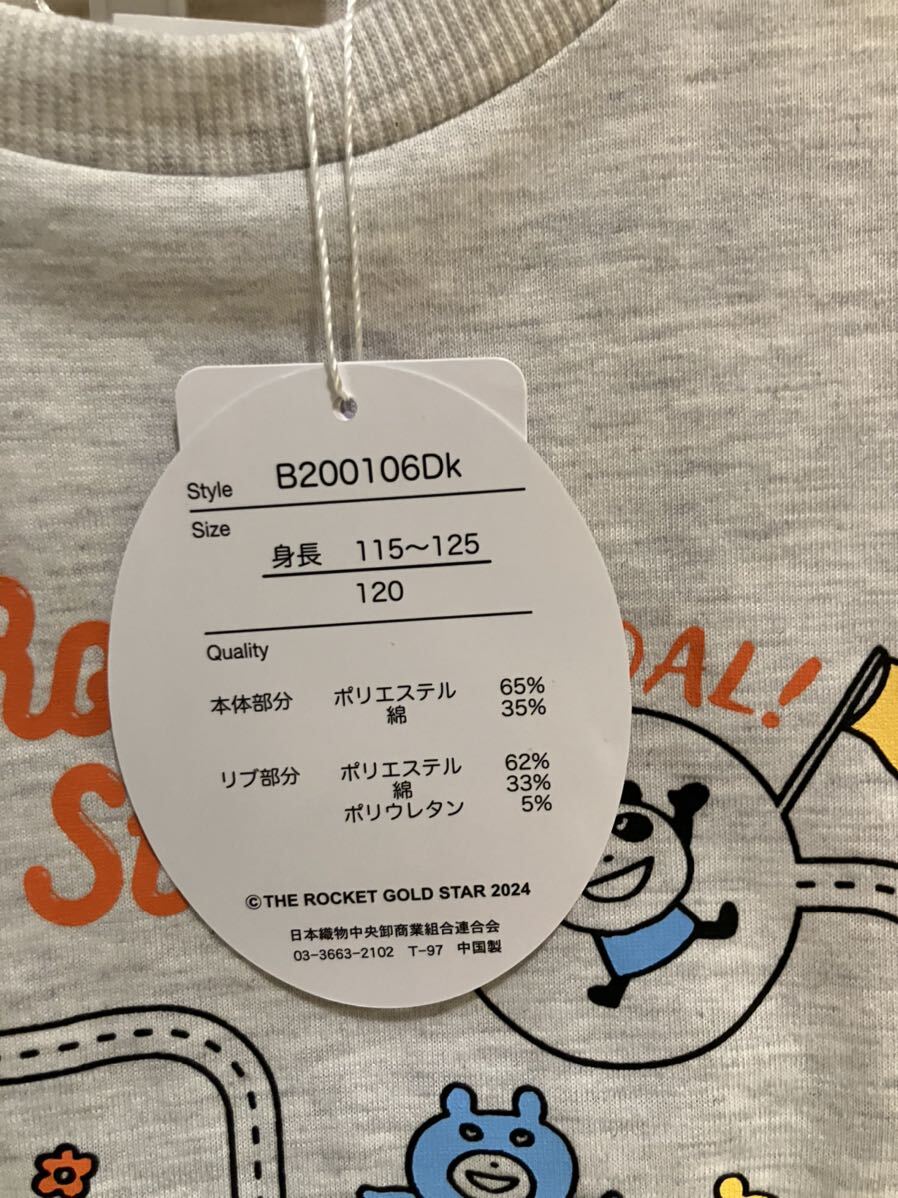 Style B200106Dk
Size
身長 115～125
120
Quality
本体部分 ポリエステル 65%
綿 35%
リブ部分 ポリエステル 62%
綿 33%
ポリウレタン 5%
©THE ROCKET GOLD STAR 2024
日本織物中央卸商業組合連合会
03-3663-2102 T-97 中国製